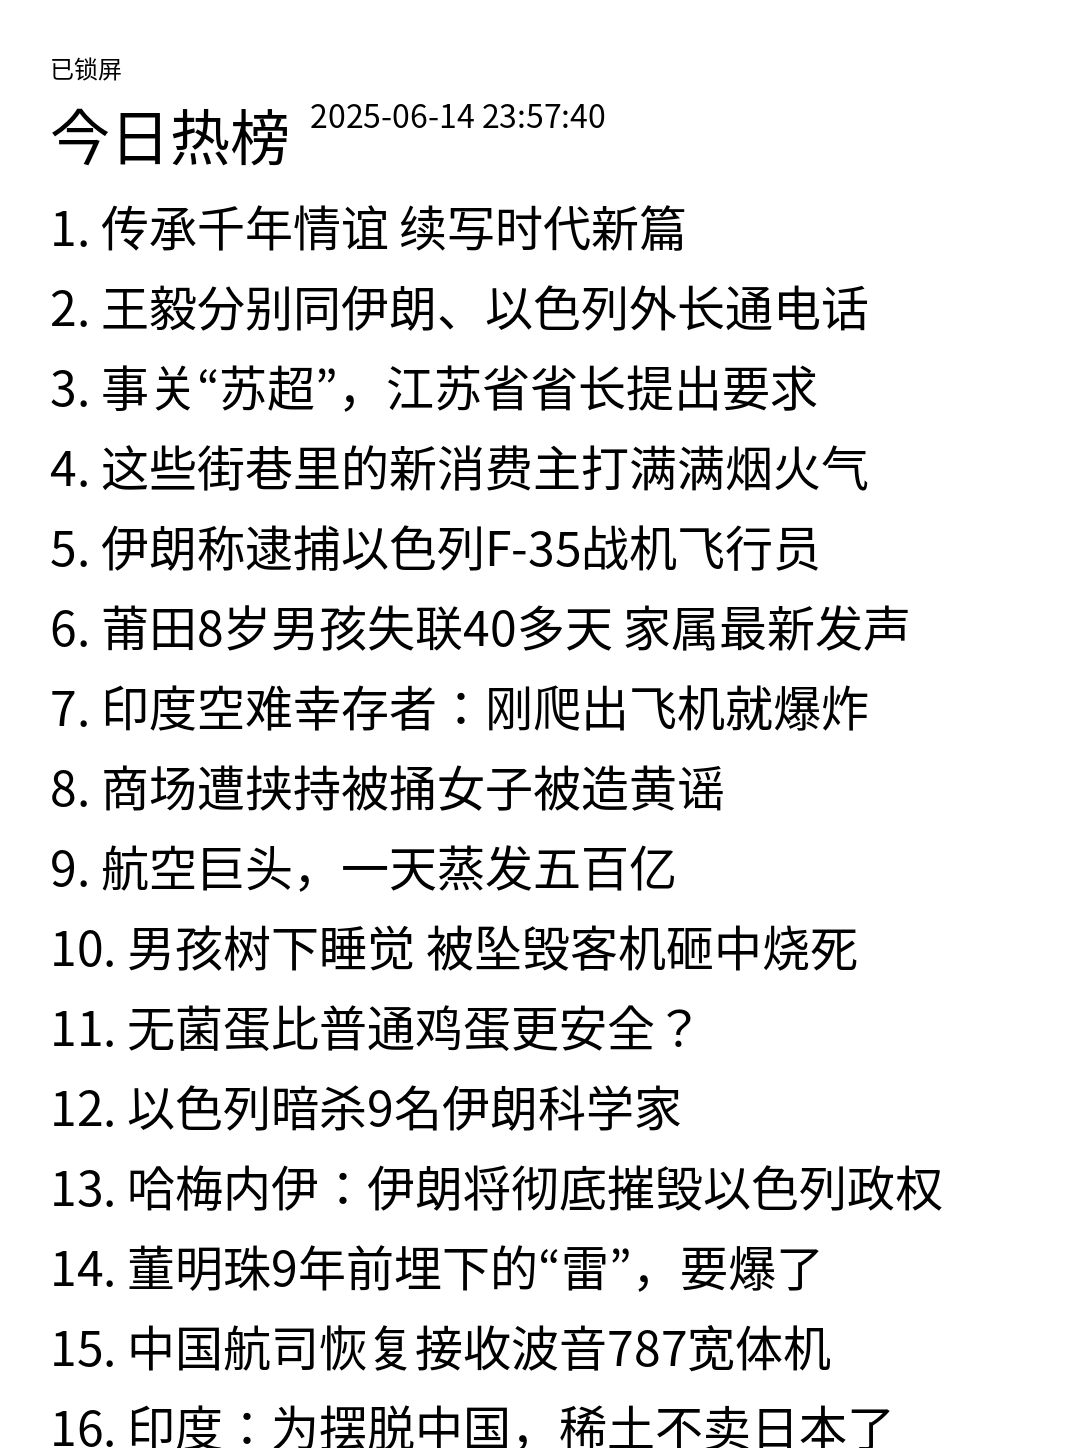 已锁屏
今日热榜 2025-06-14 23:57:40
1. 传承千年情谊 续写时代新篇
2. 王毅分别同伊朗、以色列外长通电话
3. 事关“苏超”，江苏省省长提出要求
4. 这些街巷里的新消费主打满满烟火气
5. 伊朗称逮捕以色列F-35战机飞行员
6. 莆田8岁男孩失联40多天 家属最新发声
7. 印度空难幸存者：刚爬出飞机就爆炸
8. 商场遭挟持被捅女子被造黄谣
9. 航空巨头，一天蒸发五百亿
10. 男孩树下睡觉 被坠毁客机砸中烧死
11. 无菌蛋比普通鸡蛋更安全？
12. 以色列暗杀9名伊朗科学家
13. 哈梅内伊：伊朗将彻底摧毁以色列政权
14. 董明珠9年前埋下的“雷”，要爆了
15. 中国航司恢复接收波音787宽体机
16. 印度：为摆脱中国，稀土不卖日本了